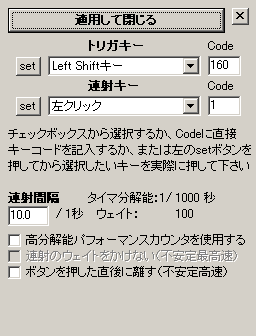 適用して閉じる
トリガキー Code
set Left Shiftキー 160
連射キー Code
set 左クリック 1
チェックボックスから選択するか、Codeに直接
キーコードを記入するか、または左のsetボタンを
押してから選択したいキーを実際に押して下さい
連射間隔 タイマ分解能:1/ 1000 秒
10.0 / 1秒 ウェイト: 100
高分解能パフォーマンスカウンタを使用する
連射のウェイトをかけない(不安定最高速)
ボタンを押した直後に離す(不安定高速)